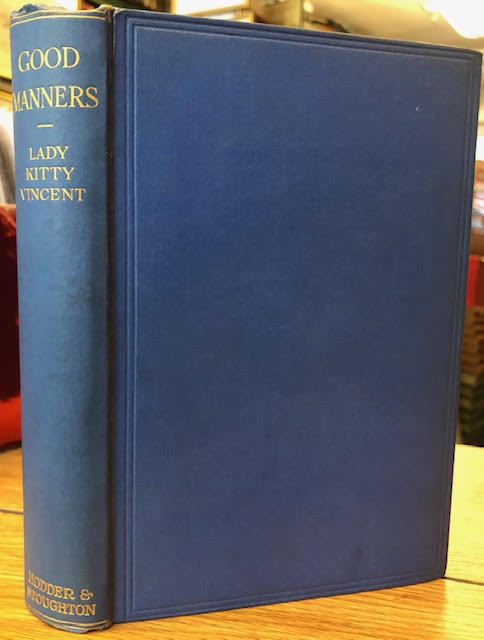 GOOD
MANNERS
LADY
KITTY
VINCENT
HODDER &
STOUGHTON